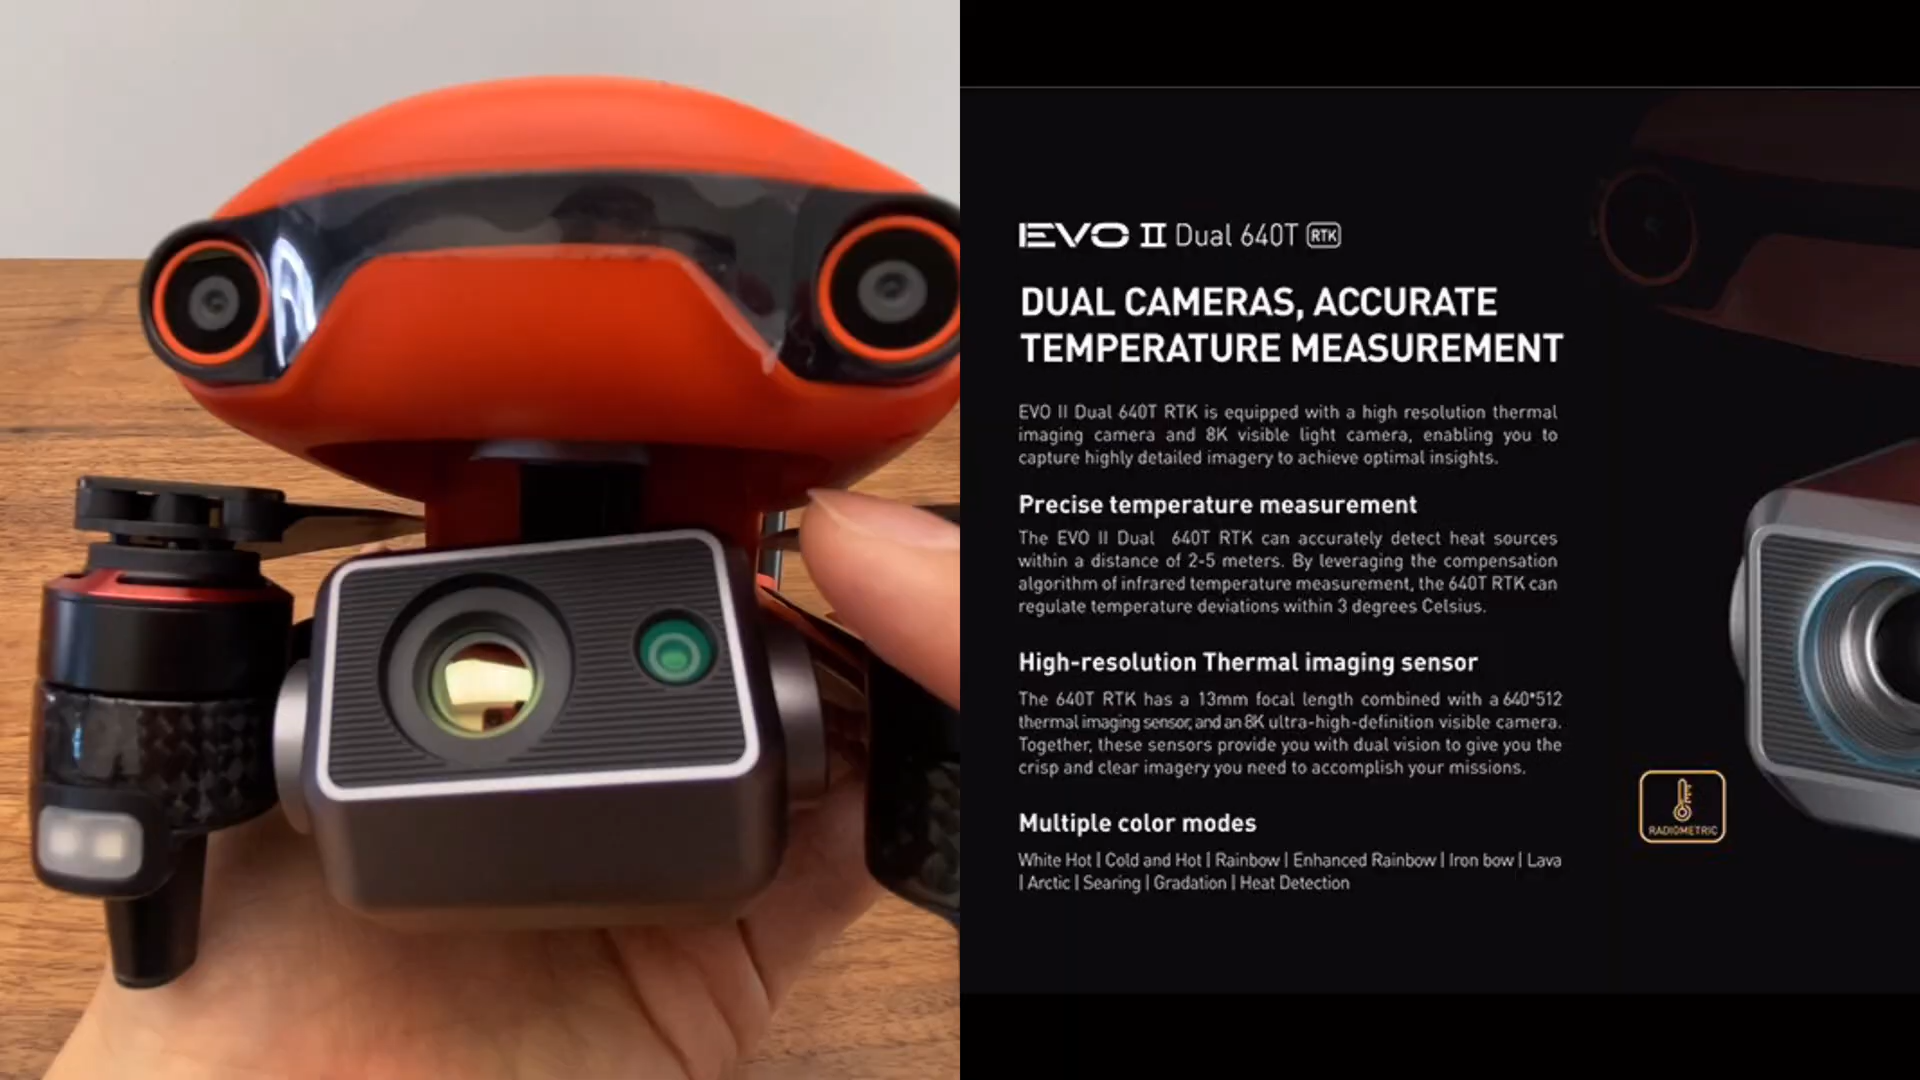 EVO II Dual 640T RTK
DUAL CAMERAS, ACCURATE
TEMPERATURE MEASUREMENT
EVO II Dual 640T RTK is equipped with a high resolution thermal
imaging camera and 8K visible light camera, enabling you to
capture highly detailed imagery to achieve optimal insights.
Precise temperature measurement
The EVO II Dual 640T RTK can accurately detect heat sources
within a distance of 2-5 meters. By leveraging the compensation
algorithm of infrared temperature measurement, the 640T RTK can
regulate temperature deviations within 3 degrees Celsius.
High-resolution Thermal imaging sensor
The 640T RTK has a 13mm focal length combined with a 640*512
thermal imaging sensor, and an 8K ultra-high-definition visible camera.
Together, these sensors provide you with dual vision to give you the
crisp and clear imagery you need to accomplish your missions.
RADIOMETRIC
Multiple color modes
White Hot | Cold and Hot | Rainbow | Enhanced Rainbow | Iron bow | Lava
| Arctic | Searing | Gradation | Heat Detection